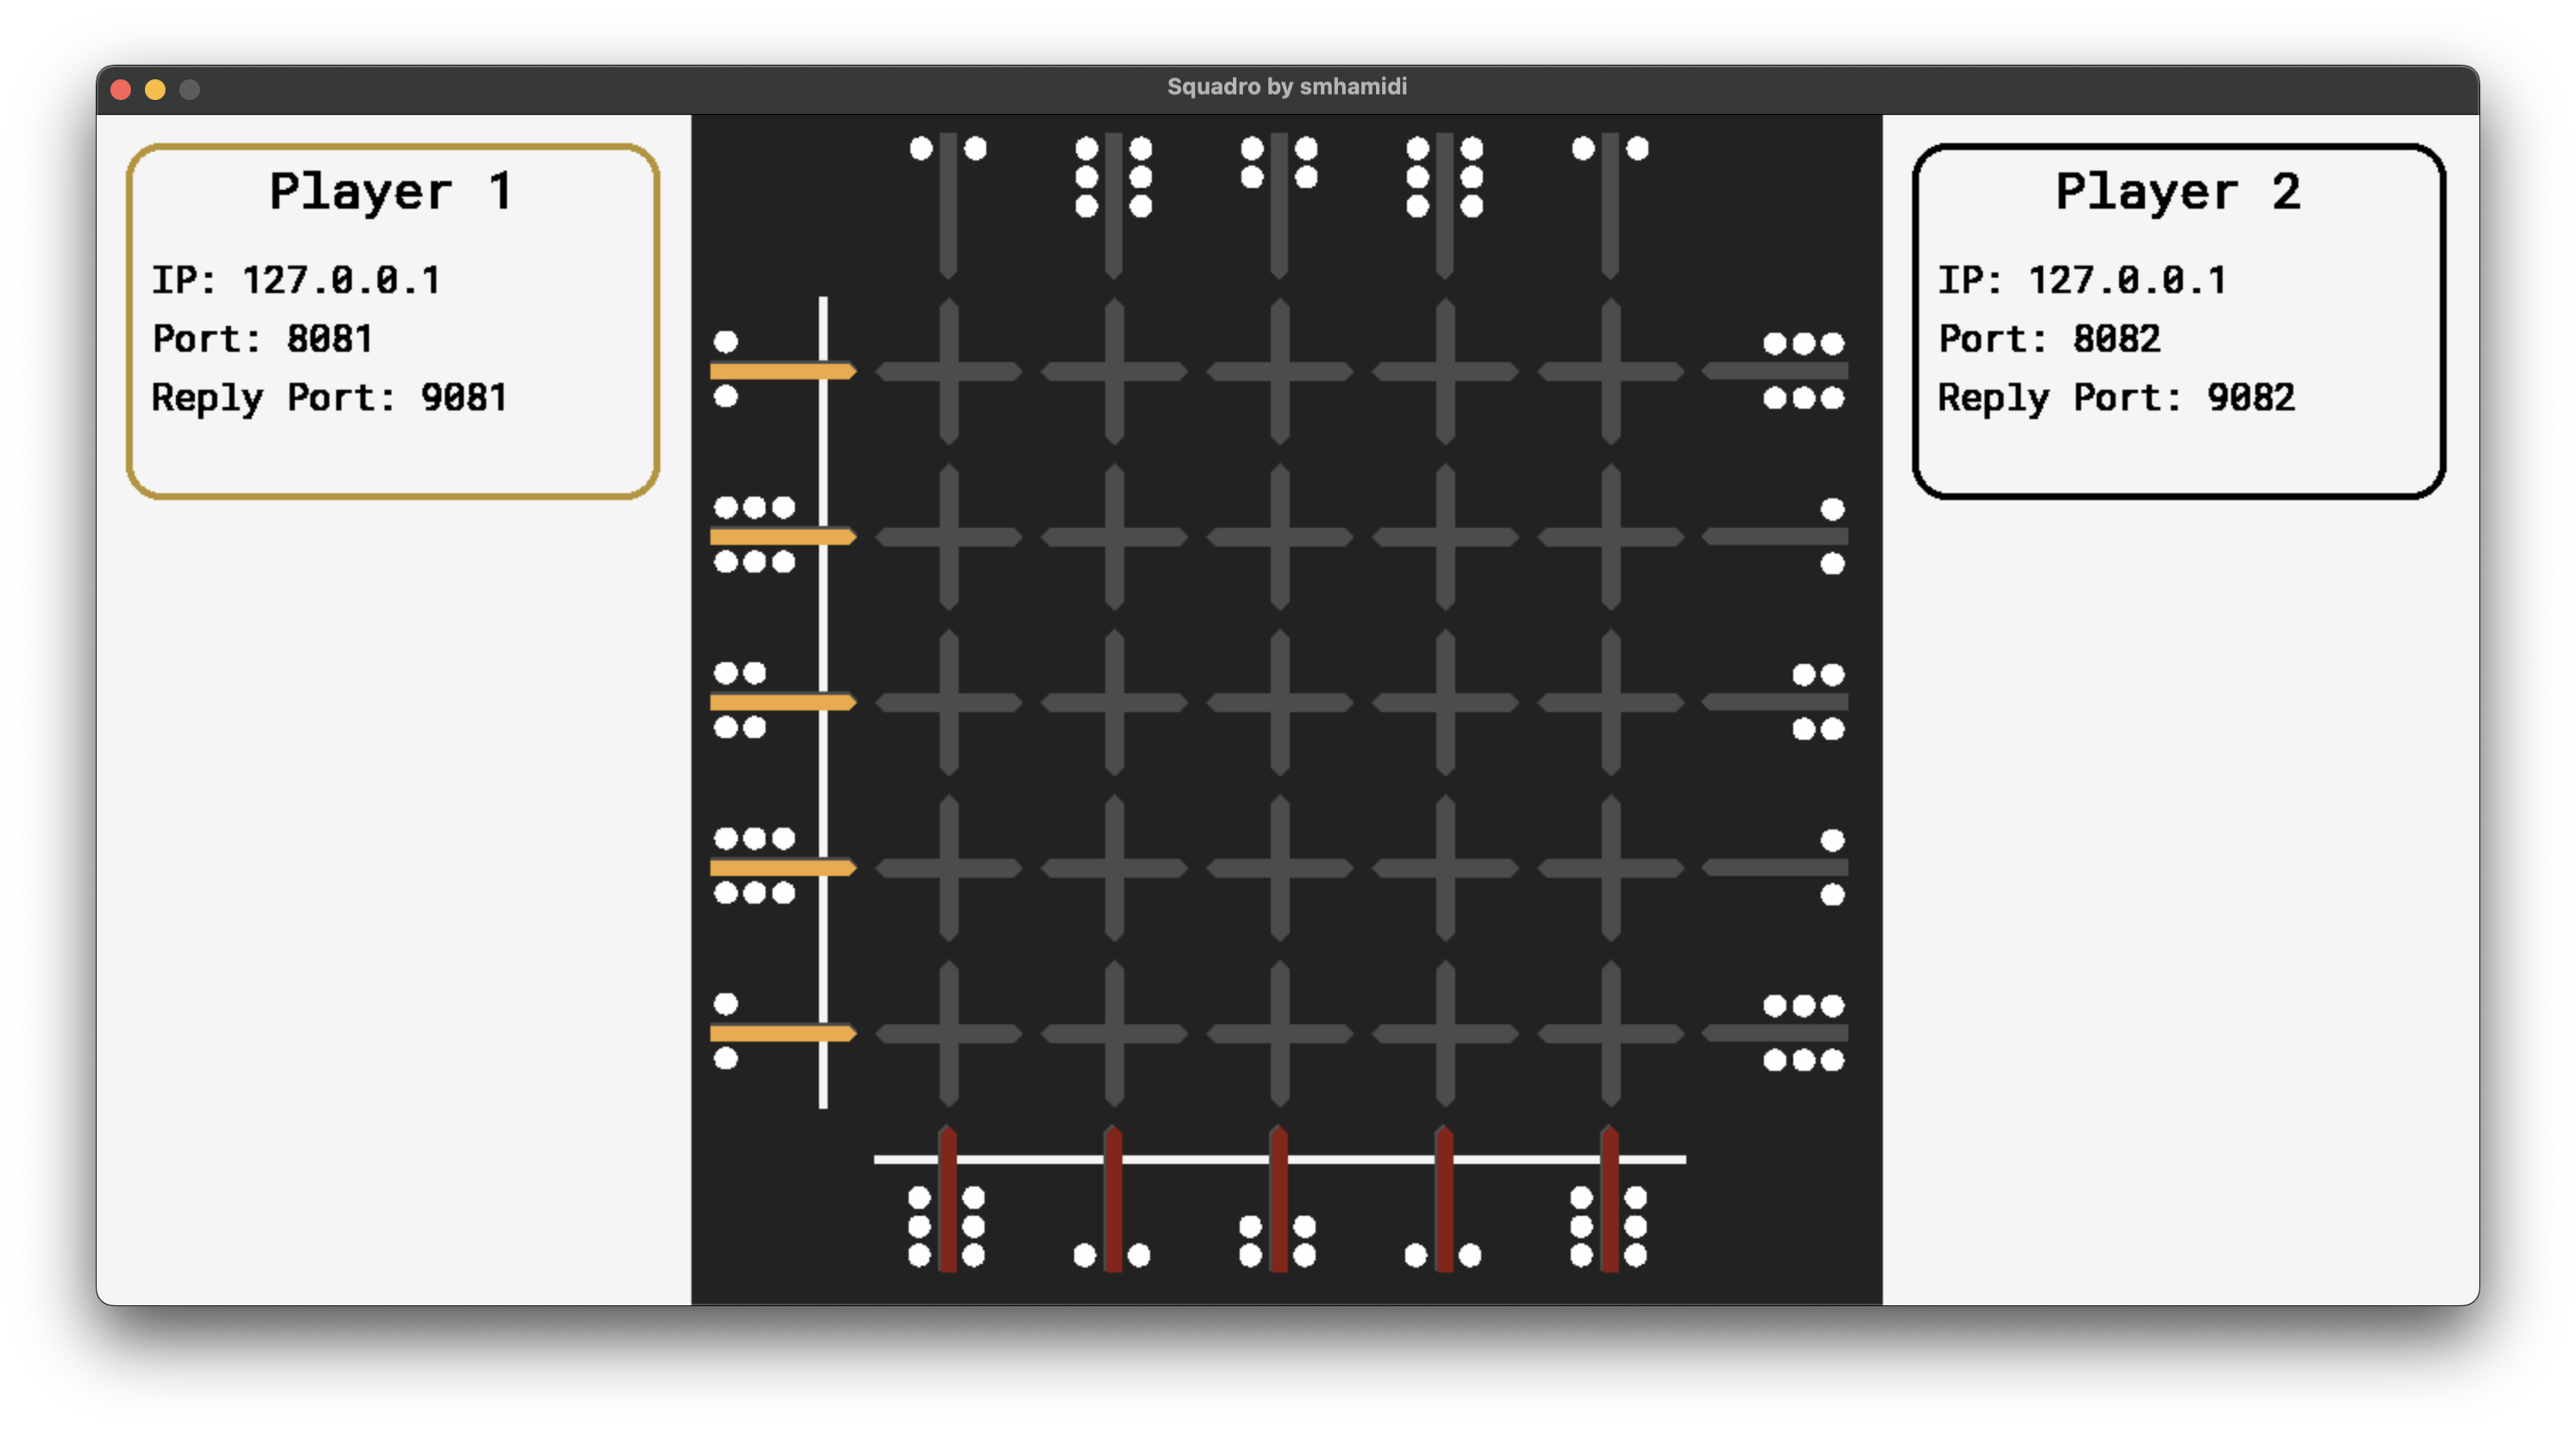 Squadro by smhamidi
Player 1
IP: 127.0.0.1
Port: 8081
Reply Port: 9081
Player 2
IP: 127.0.0.1
Port: 8082
Reply Port: 9082